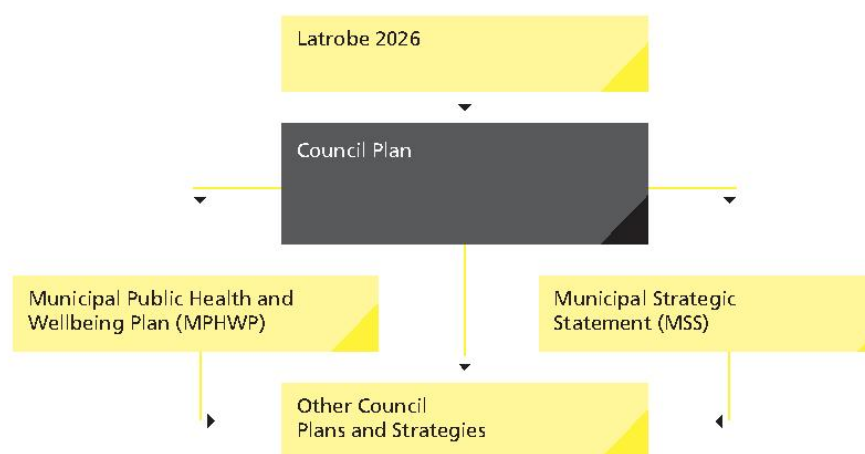 Latrobe 2026
Council Plan
Municipal Public Health and
Wellbeing Plan (MPHWP)
Municipal Strategic
Statement (MSS)
Other Council
Plans and Strategies